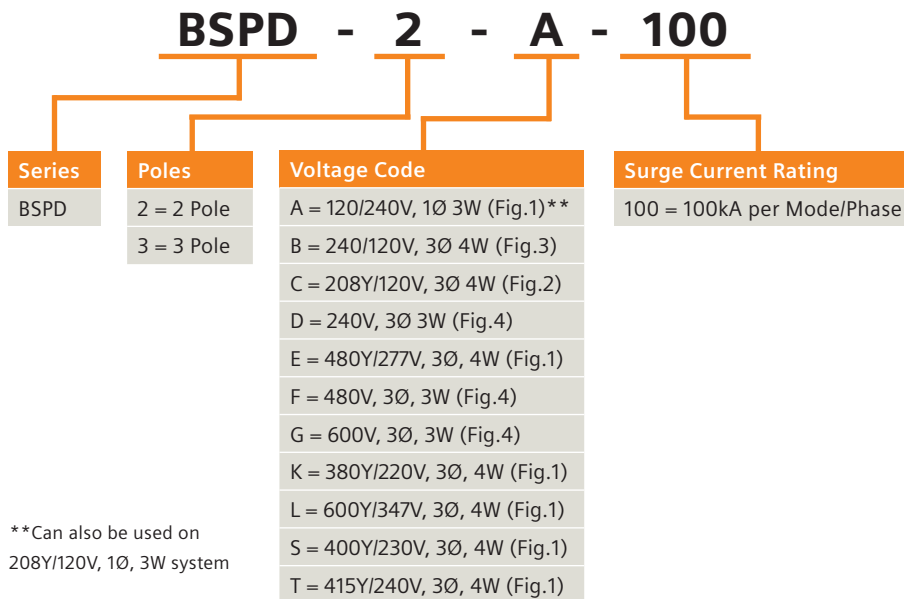 BSPD - 2 - A - 100
Series
BSPD
Poles
2 = 2 Pole
3 = 3 Pole
Voltage Code
A = 120/240V, 1Ø 3W (Fig.1)**
B = 240/120V, 3Ø 4W (Fig.3)
C = 208Y/120V, 3Ø 4W (Fig.2)
D = 240V, 3Ø 3W (Fig.4)
E = 480Y/277V, 3Ø, 4W (Fig.1)
F = 480V, 3Ø, 3W (Fig.4)
G = 600V, 3Ø, 3W (Fig.4)
K = 380Y/220V, 3Ø, 4W (Fig.1)
L = 600Y/347V, 3Ø, 4W (Fig.1)
S = 400Y/230V, 3Ø, 4W (Fig.1)
T = 415Y/240V, 3Ø, 4W (Fig.1)
Surge Current Rating
100 = 100kA per Mode/Phase
**Can also be used on
208Y/120V, 1Ø, 3W system